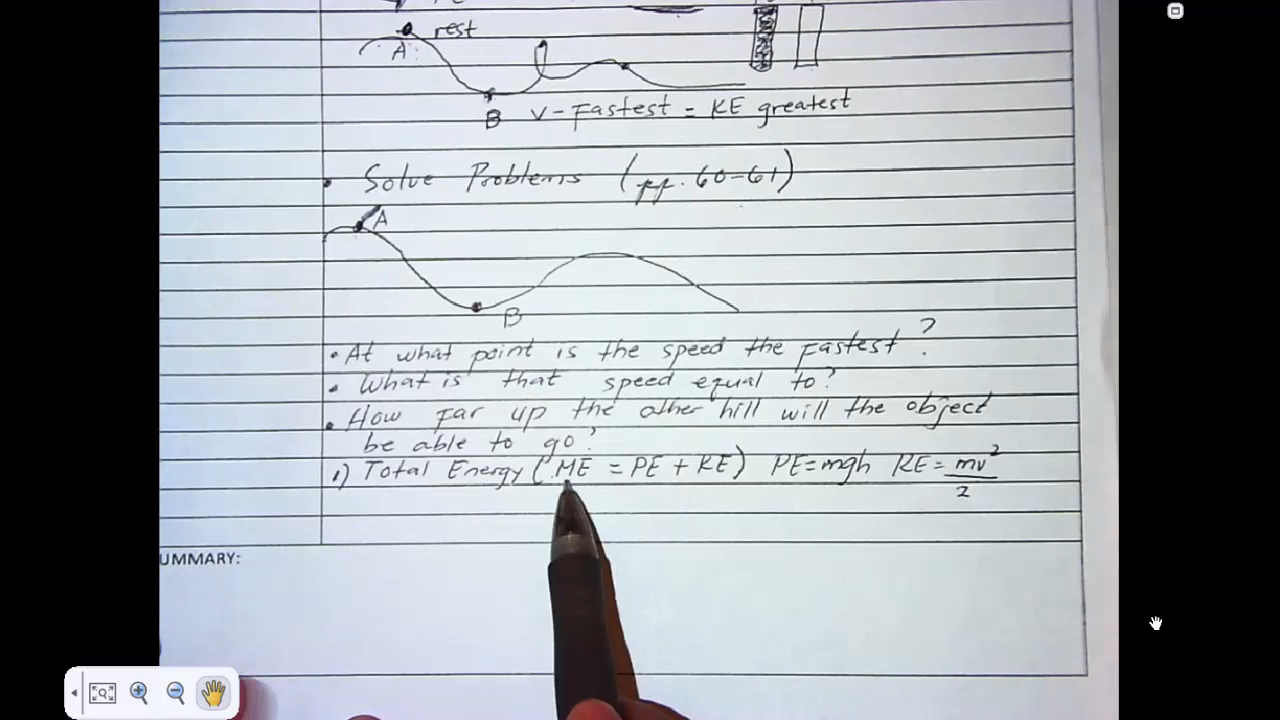 rest
A
B V-Fastest = KE greatest
• Solve Problems (pp. 60-61)
A
B
• At what point is the speed the fastest?
• What is that speed equal to?
• How far up the other hill will the object
be able to go?
1) Total Energy (ME = PE + KE) PE=mgh KE=mv²/2
UMMARY: